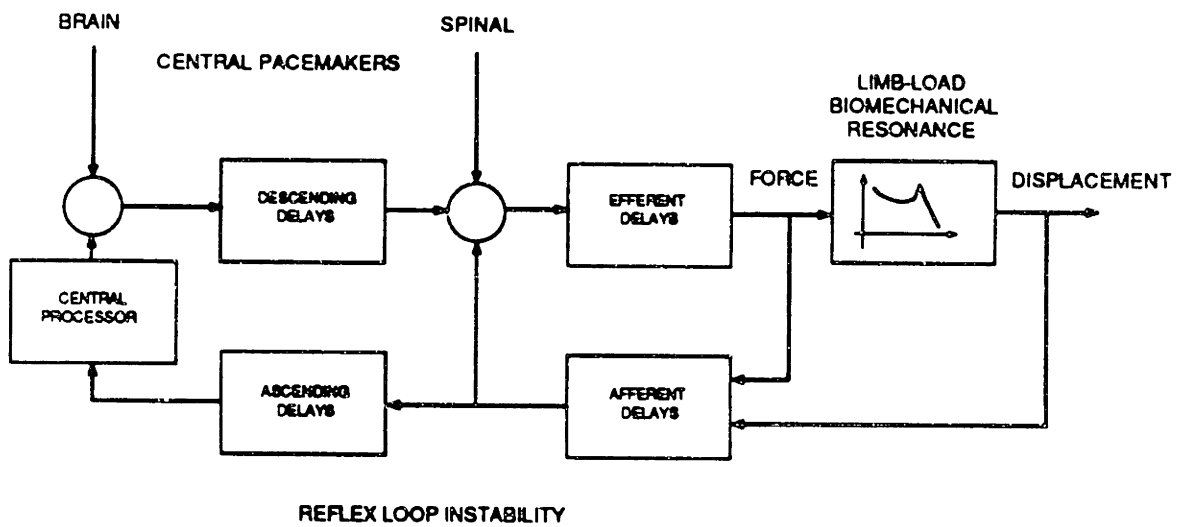 BRAIN
SPINAL
CENTRAL PACEMAKERS
LIMB-LOAD
BIOMECHANICAL
RESONANCE
DESCENDING
DELAYS
EFFERENT
DELAYS
FORCE
DISPLACEMENT
CENTRAL
PROCESSOR
ASCENDING
DELAYS
AFFERENT
DELAYS
REFLEX LOOP INSTABILITY